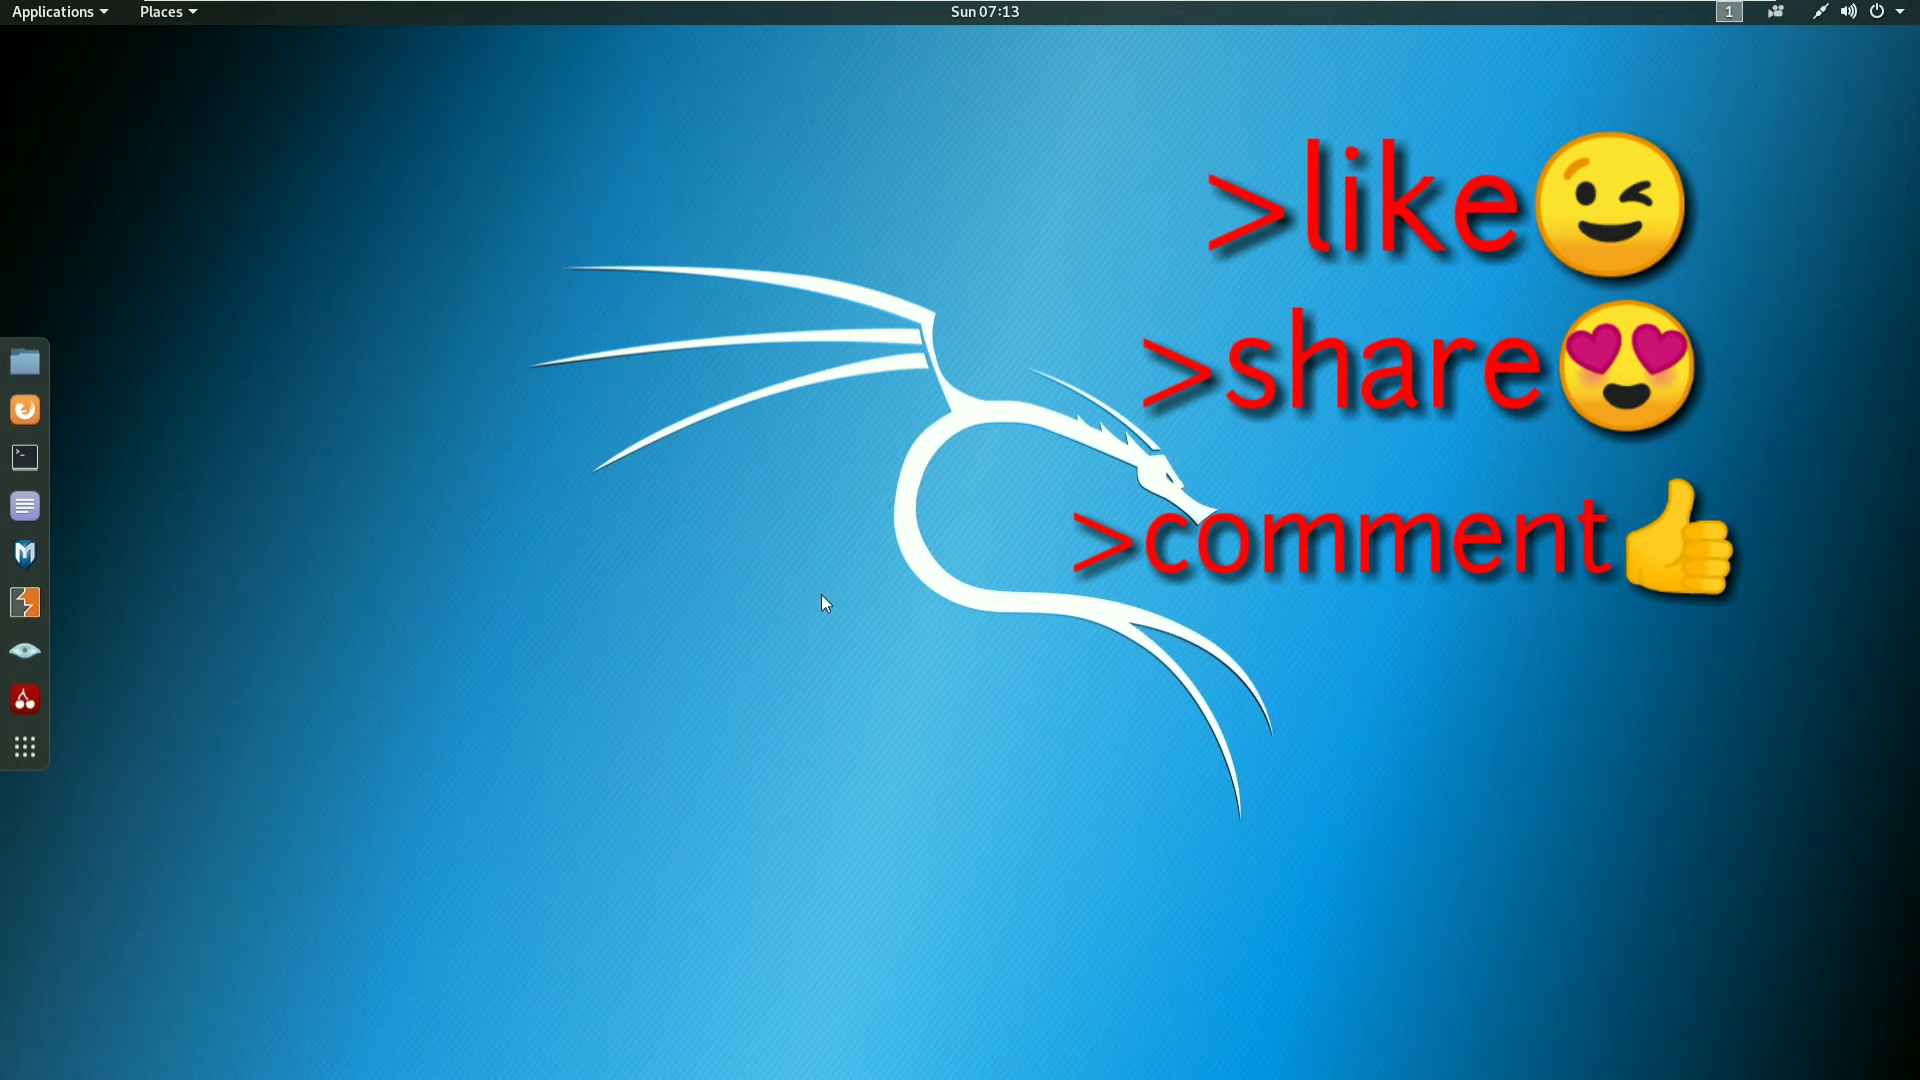 Applications Places Sun 07:13 1
>like😉
>share😍
>comment👍